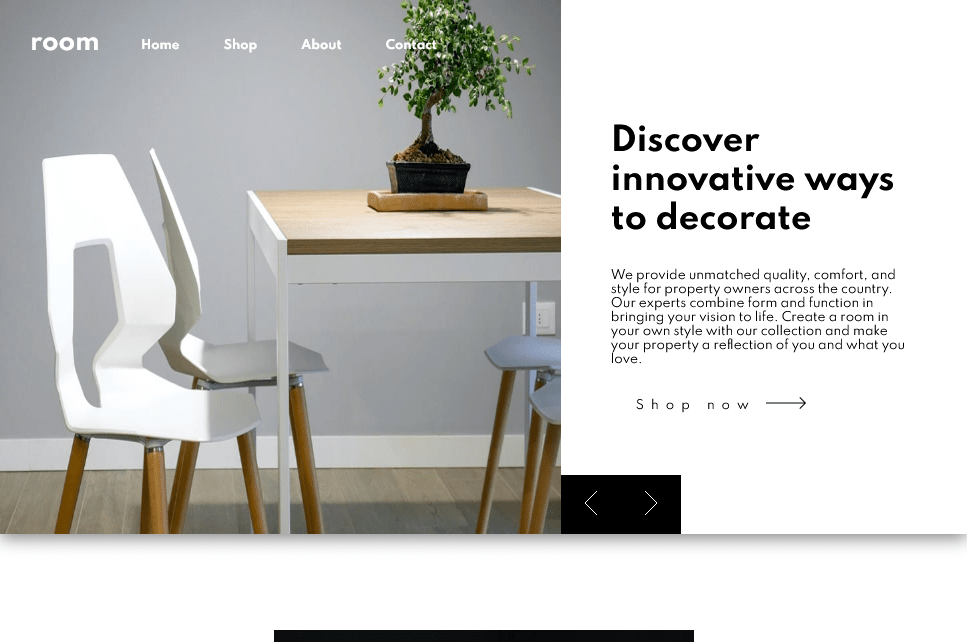 room Home Shop About Contact
Discover
innovative ways
to decorate
We provide unmatched quality, comfort, and
style for property owners across the country.
Our experts combine form and function in
bringing your vision to life. Create a room in
your own style with our collection and make
your property a reflection of you and what you
love.
Shop now